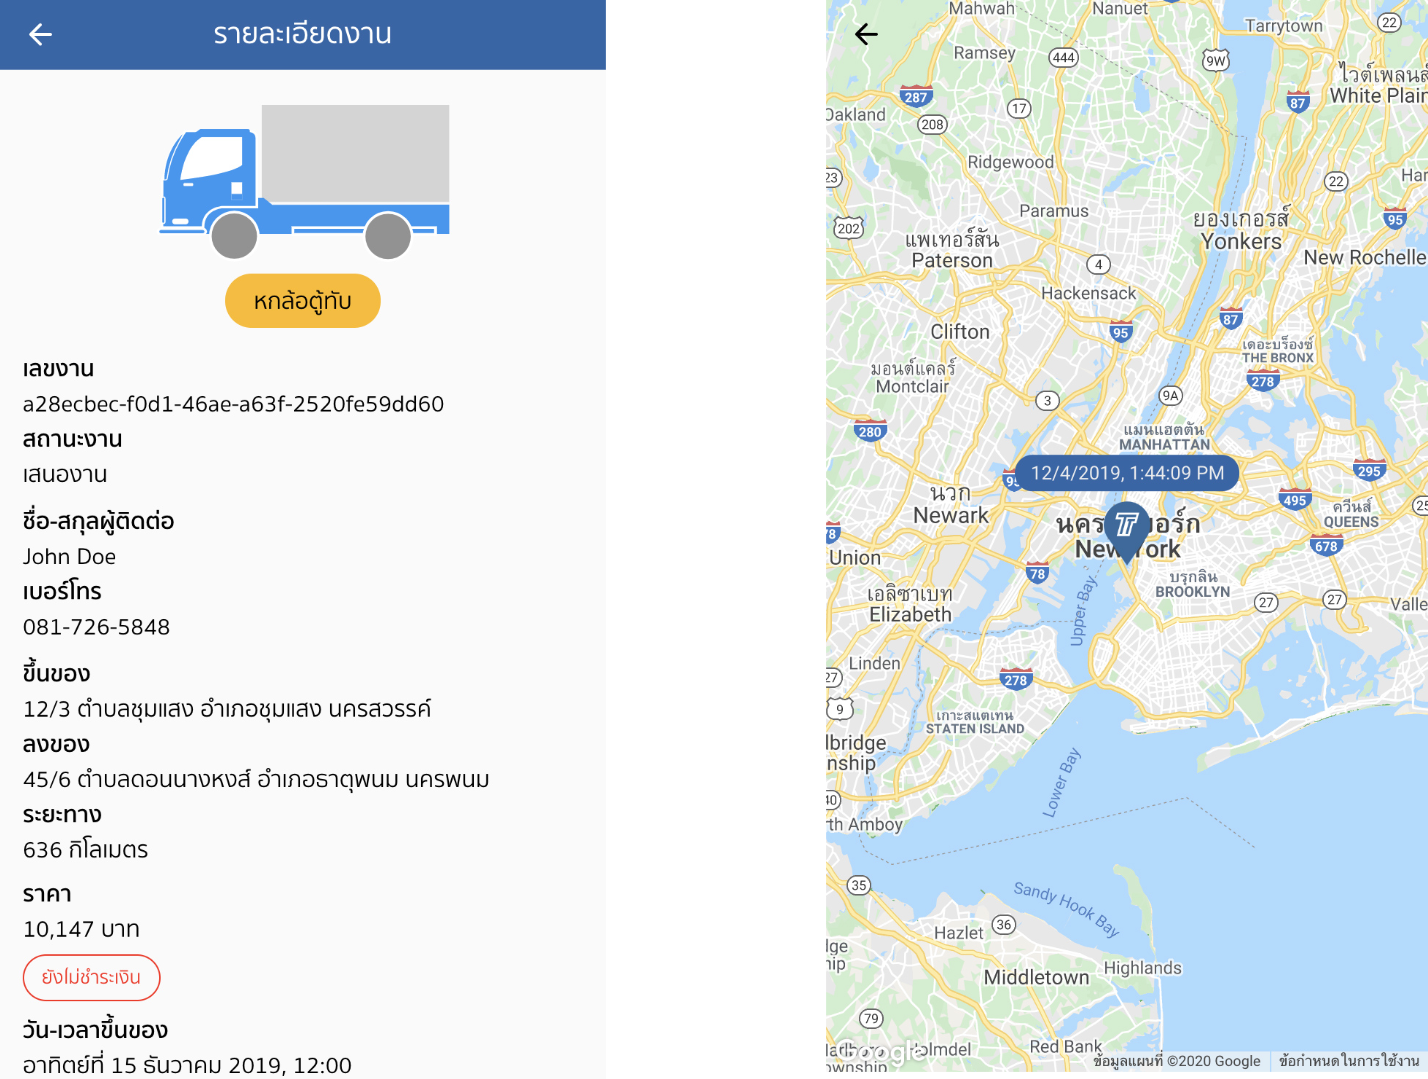 รายละเอียดงาน
หกล้อตู้ทับ
เลขงาน
a28ecbec-f0d1-46ae-a63f-2520fe59dd60
สถานะงาน
เสนองาน
ชื่อ-สกุลผู้ติดต่อ
John Doe
เบอร์โทร
081-726-5848
ขึ้นของ
12/3 ตำบลชุมแสง อำเภอชุมแสง นครสวรรค์
ลงของ
45/6 ตำบลดอนนางหงส์ อำเภอธาตุพนม นครพนม
ระยะทาง
636 กิโลเมตร
ราคา
10,147 บาท
ยังไม่ชำระเงิน
วัน-เวลาขึ้นของ
อาทิตย์ที่ 15 ธันวาคม 2019, 12:00
Mahwah
Nanuet
Tarrytown
22
Ramsey
444
9W
ไวต์เพลนส์
White Plain
287
87
17
Oakland
208
Ridgewood
23
22
Har
Paramus
202
ยองเกอรส์
Yonkers
95
แพเทอร์สัน
Paterson
New Rochelle
4
Hackensack
Clifton
95
87
เดอะบร็องซ์
THE BRONX
มอนต์แคลร์
Montclair
278
3
9A
280
แมนแฮตตัน
MANHATTAN
12/4/2019, 1:44:09 PM
95
295
นวาก
Newark
495
ควีนส์
QUEENS
25
นคร
อร์ก
New York
78
Union
678
78
บรุกลิน
BROOKLYN
เอลิซาเบท
Elizabeth
Upper Bay
27
27
Valle
Linden
27
278
9
เกาะสแตเทน
STATEN ISLAND
lbridge
nship
Lower Bay
40
th Amboy
35
Sandy Hook Bay
36
Hazlet
lge
nip
Middletown
Highlands
79
Red Bank
Holmdel
Google
ownship
ข้อมูลแผนที่ ©2020 Google
ข้อกำหนดในการใช้งาน